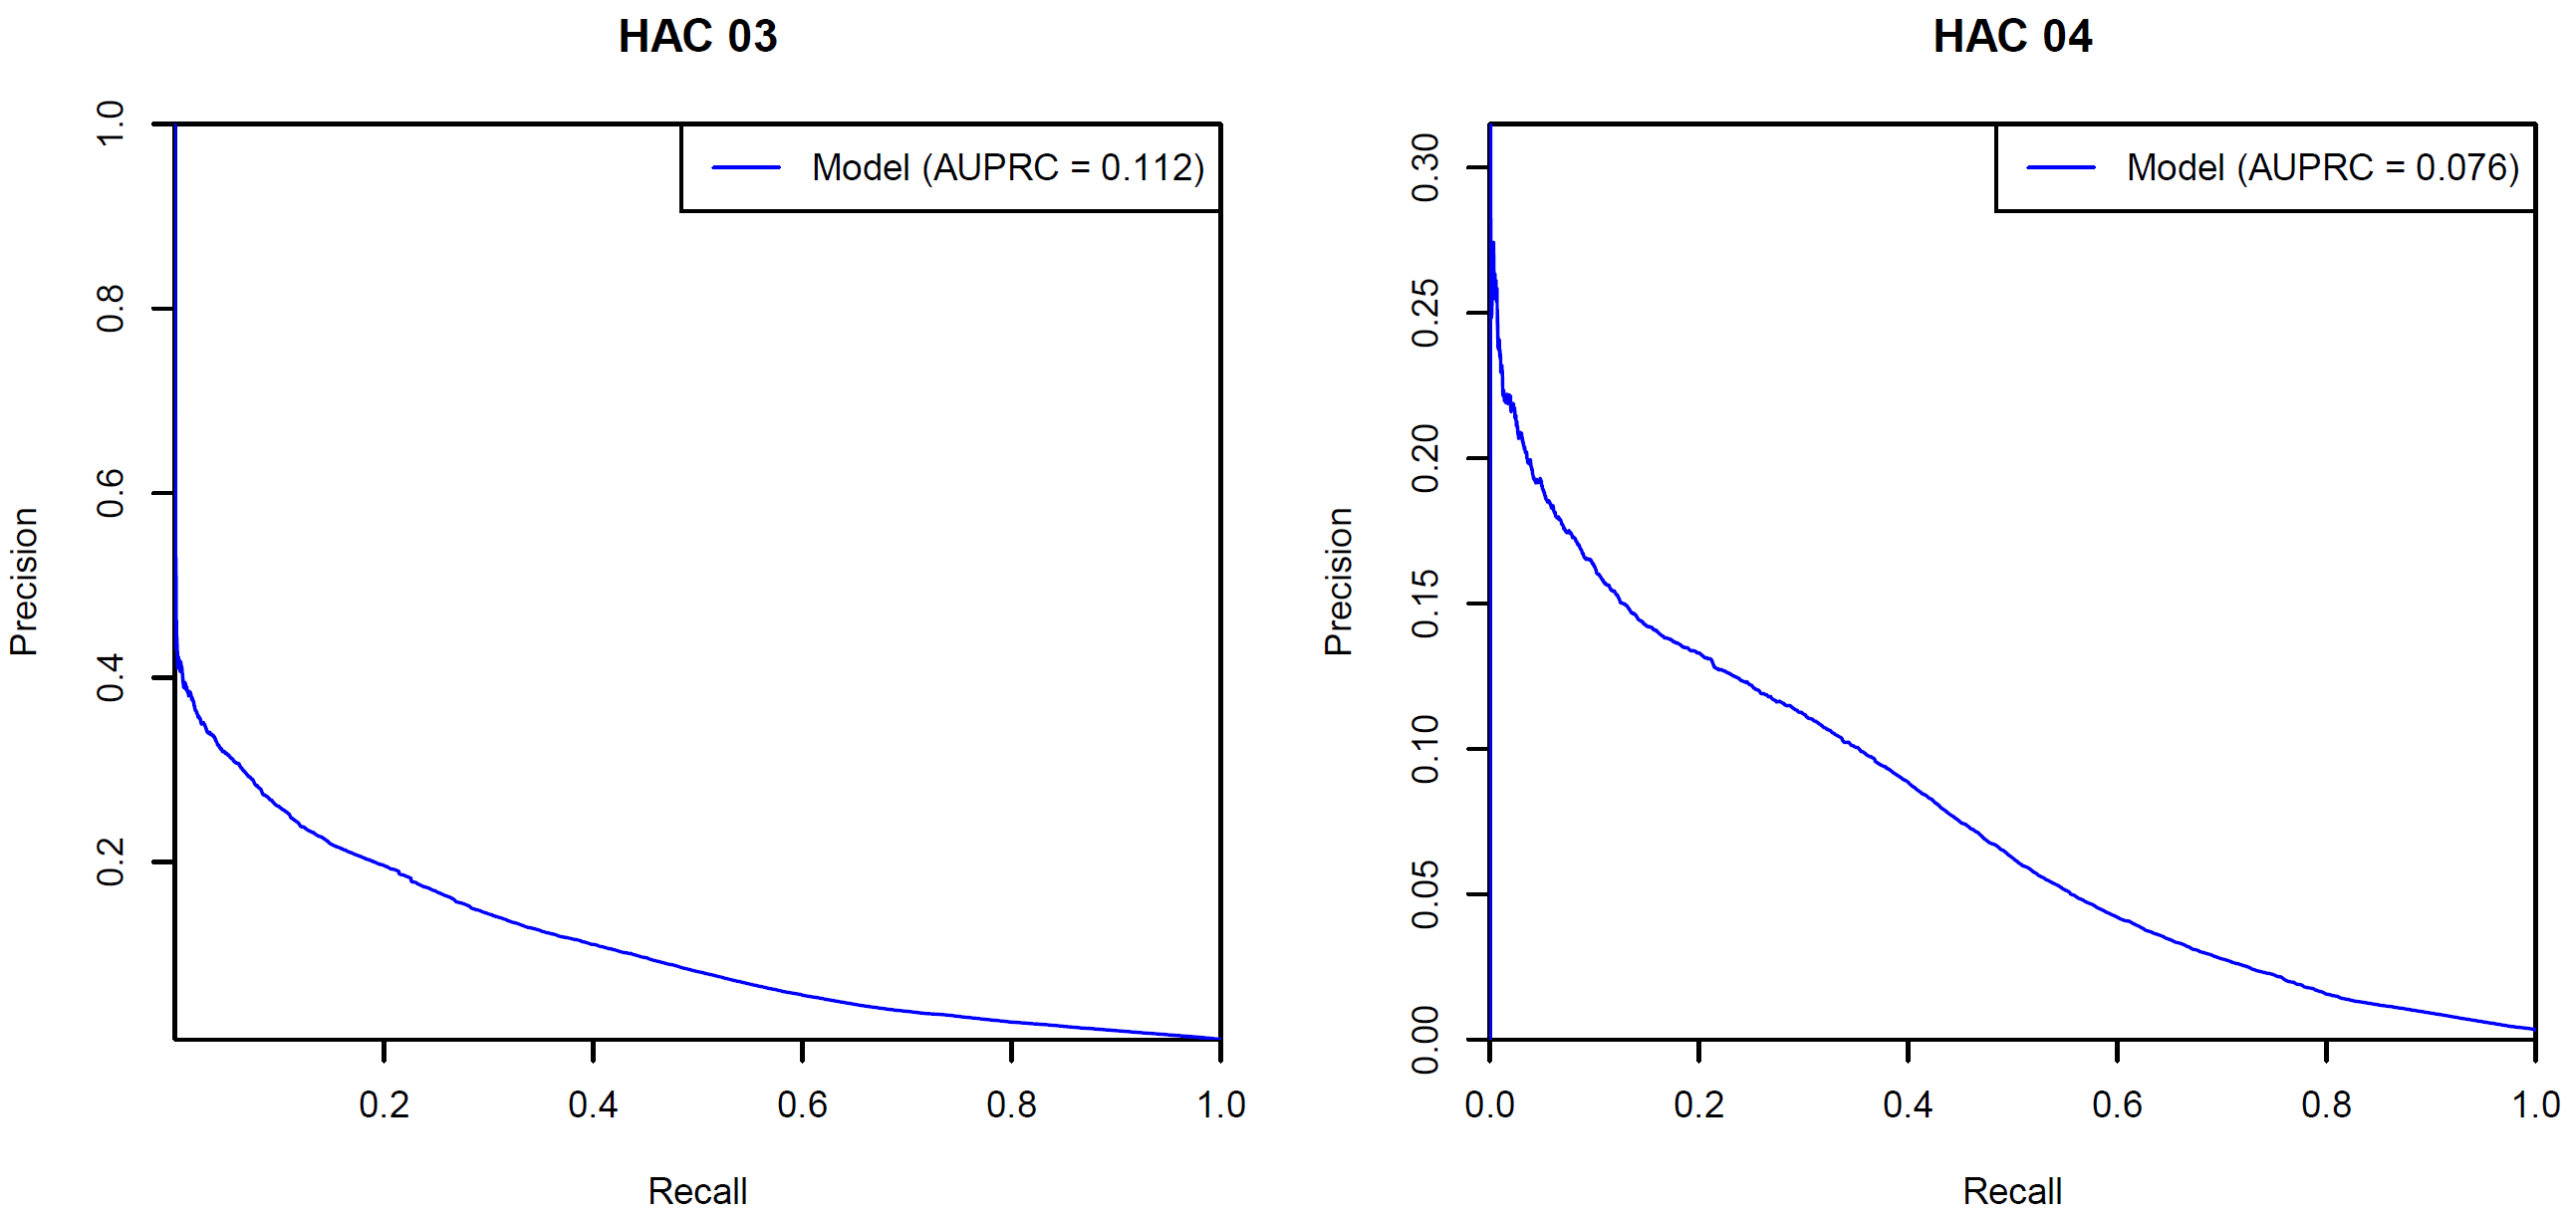 HAC 03
Model (AUPRC = 0.112)
Precision
1.0
0.8
0.6
0.4
0.2
0.2 0.4 0.6 0.8 1.0
Recall
HAC 04
Model (AUPRC = 0.076)
Precision
0.30
0.25
0.20
0.15
0.10
0.05
0.00
0.0 0.2 0.4 0.6 0.8 1.0
Recall